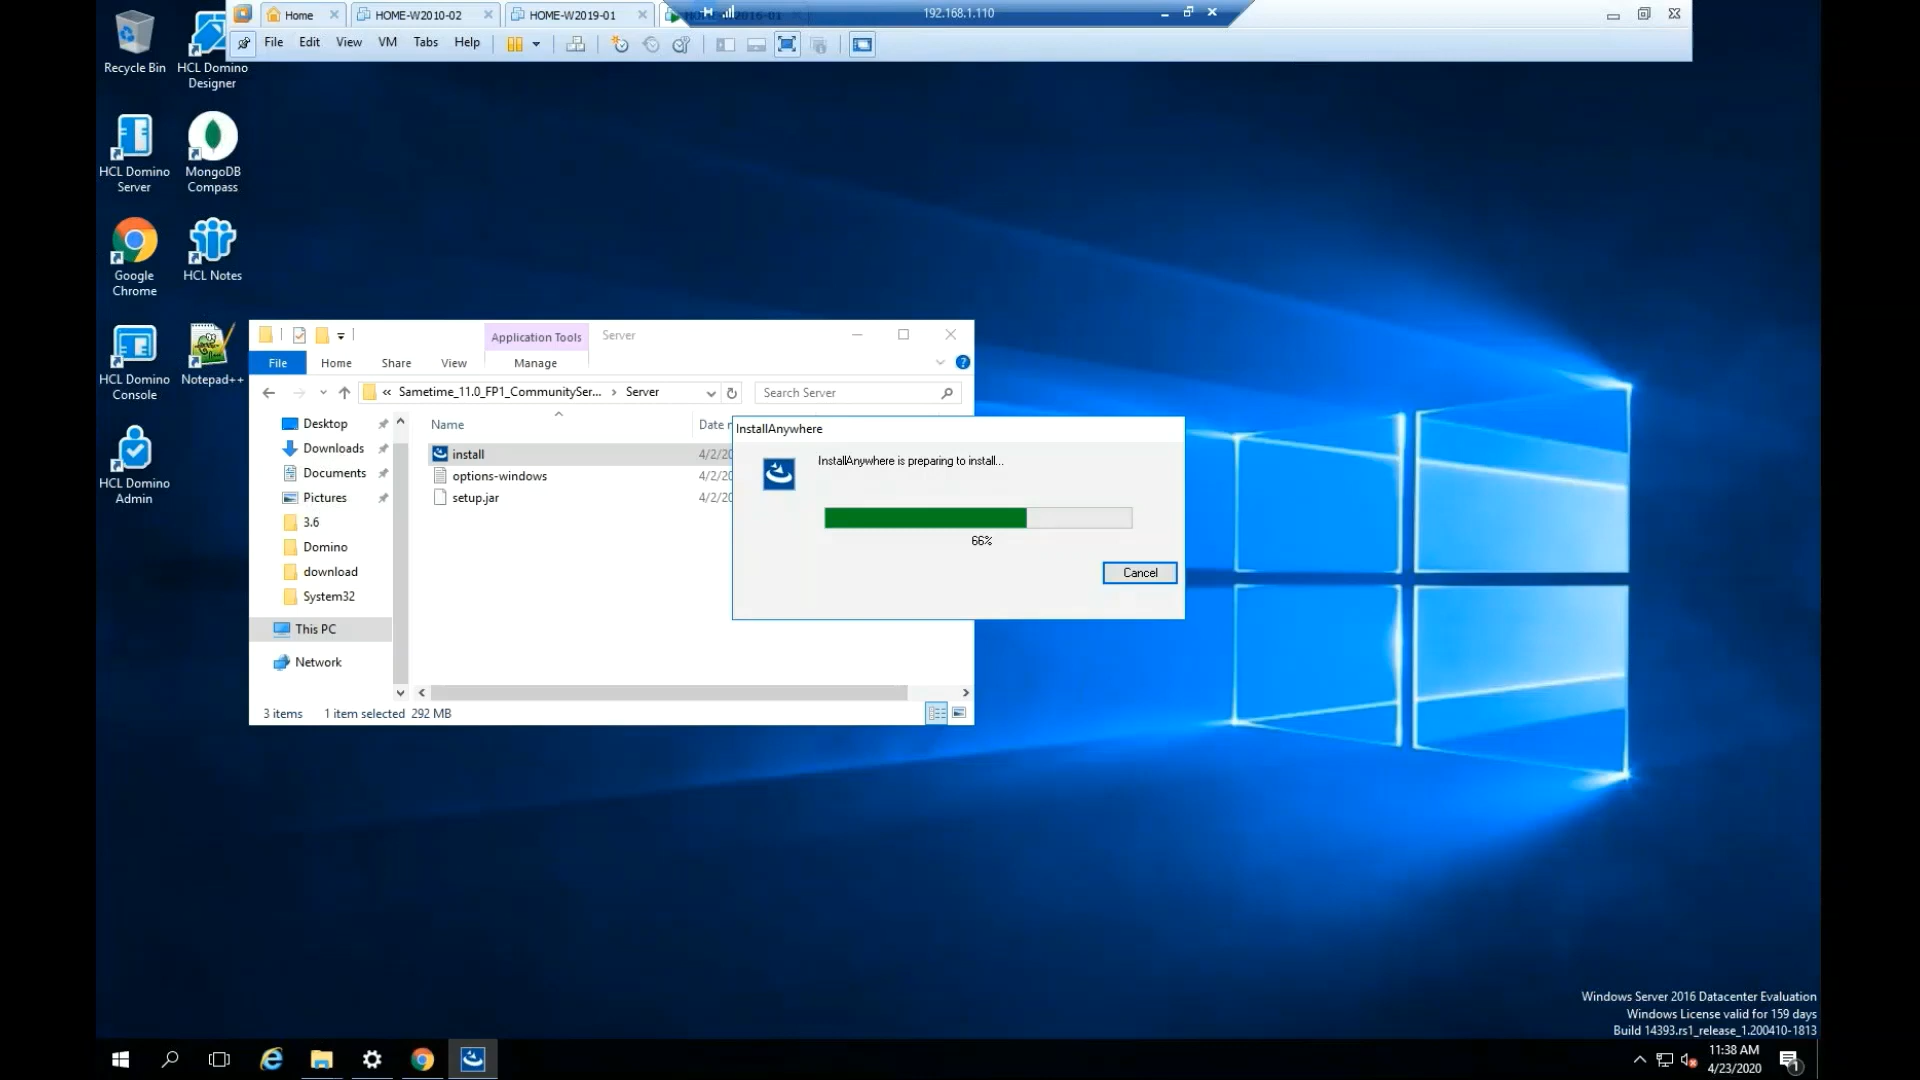 Home
HOME-W2010-02
HOME-W2019-01
192.168.1.110
File Edit View VM Tabs Help
Recycle Bin
HCL Domino
Designer
HCL Domino
Server
MongoDB
Compass
Google
Chrome
HCL Notes
HCL Domino
Console
Notepad++
HCL Domino
Admin
Application Tools
Server
File
Home
Share
View
Manage
« Sametime_11.0_FP1_CommunitySer... › Server
Search Server
Desktop
Downloads
Documents
Pictures
3.6
Domino
download
System32
This PC
Network
Name
Date
install
4/2/20
options-windows
4/2/20
setup.jar
4/2/20
3 items
1 item selected 292 MB
InstallAnywhere
InstallAnywhere is preparing to install...
66%
Cancel
Windows Server 2016 Datacenter Evaluation
Windows License valid for 159 days
Build 14393.rs1_release_1.200410-1813
11:38 AM
4/23/2020
1